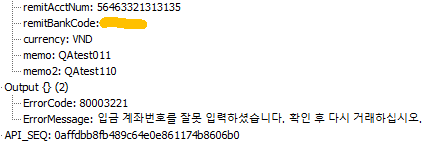 remitAcctNum: 56463321313135
remitBankCode:
currency: VND
memo: QAtest011
memo2: QAtest110
Output {} (2)
ErrorCode: 80003221
ErrorMessage: 입금 계좌번호를 잘못 입력하셨습니다. 확인 후 다시 거래하십시오.
API_SEQ: 0affdbb8fb489c64e0e861174b8606b0